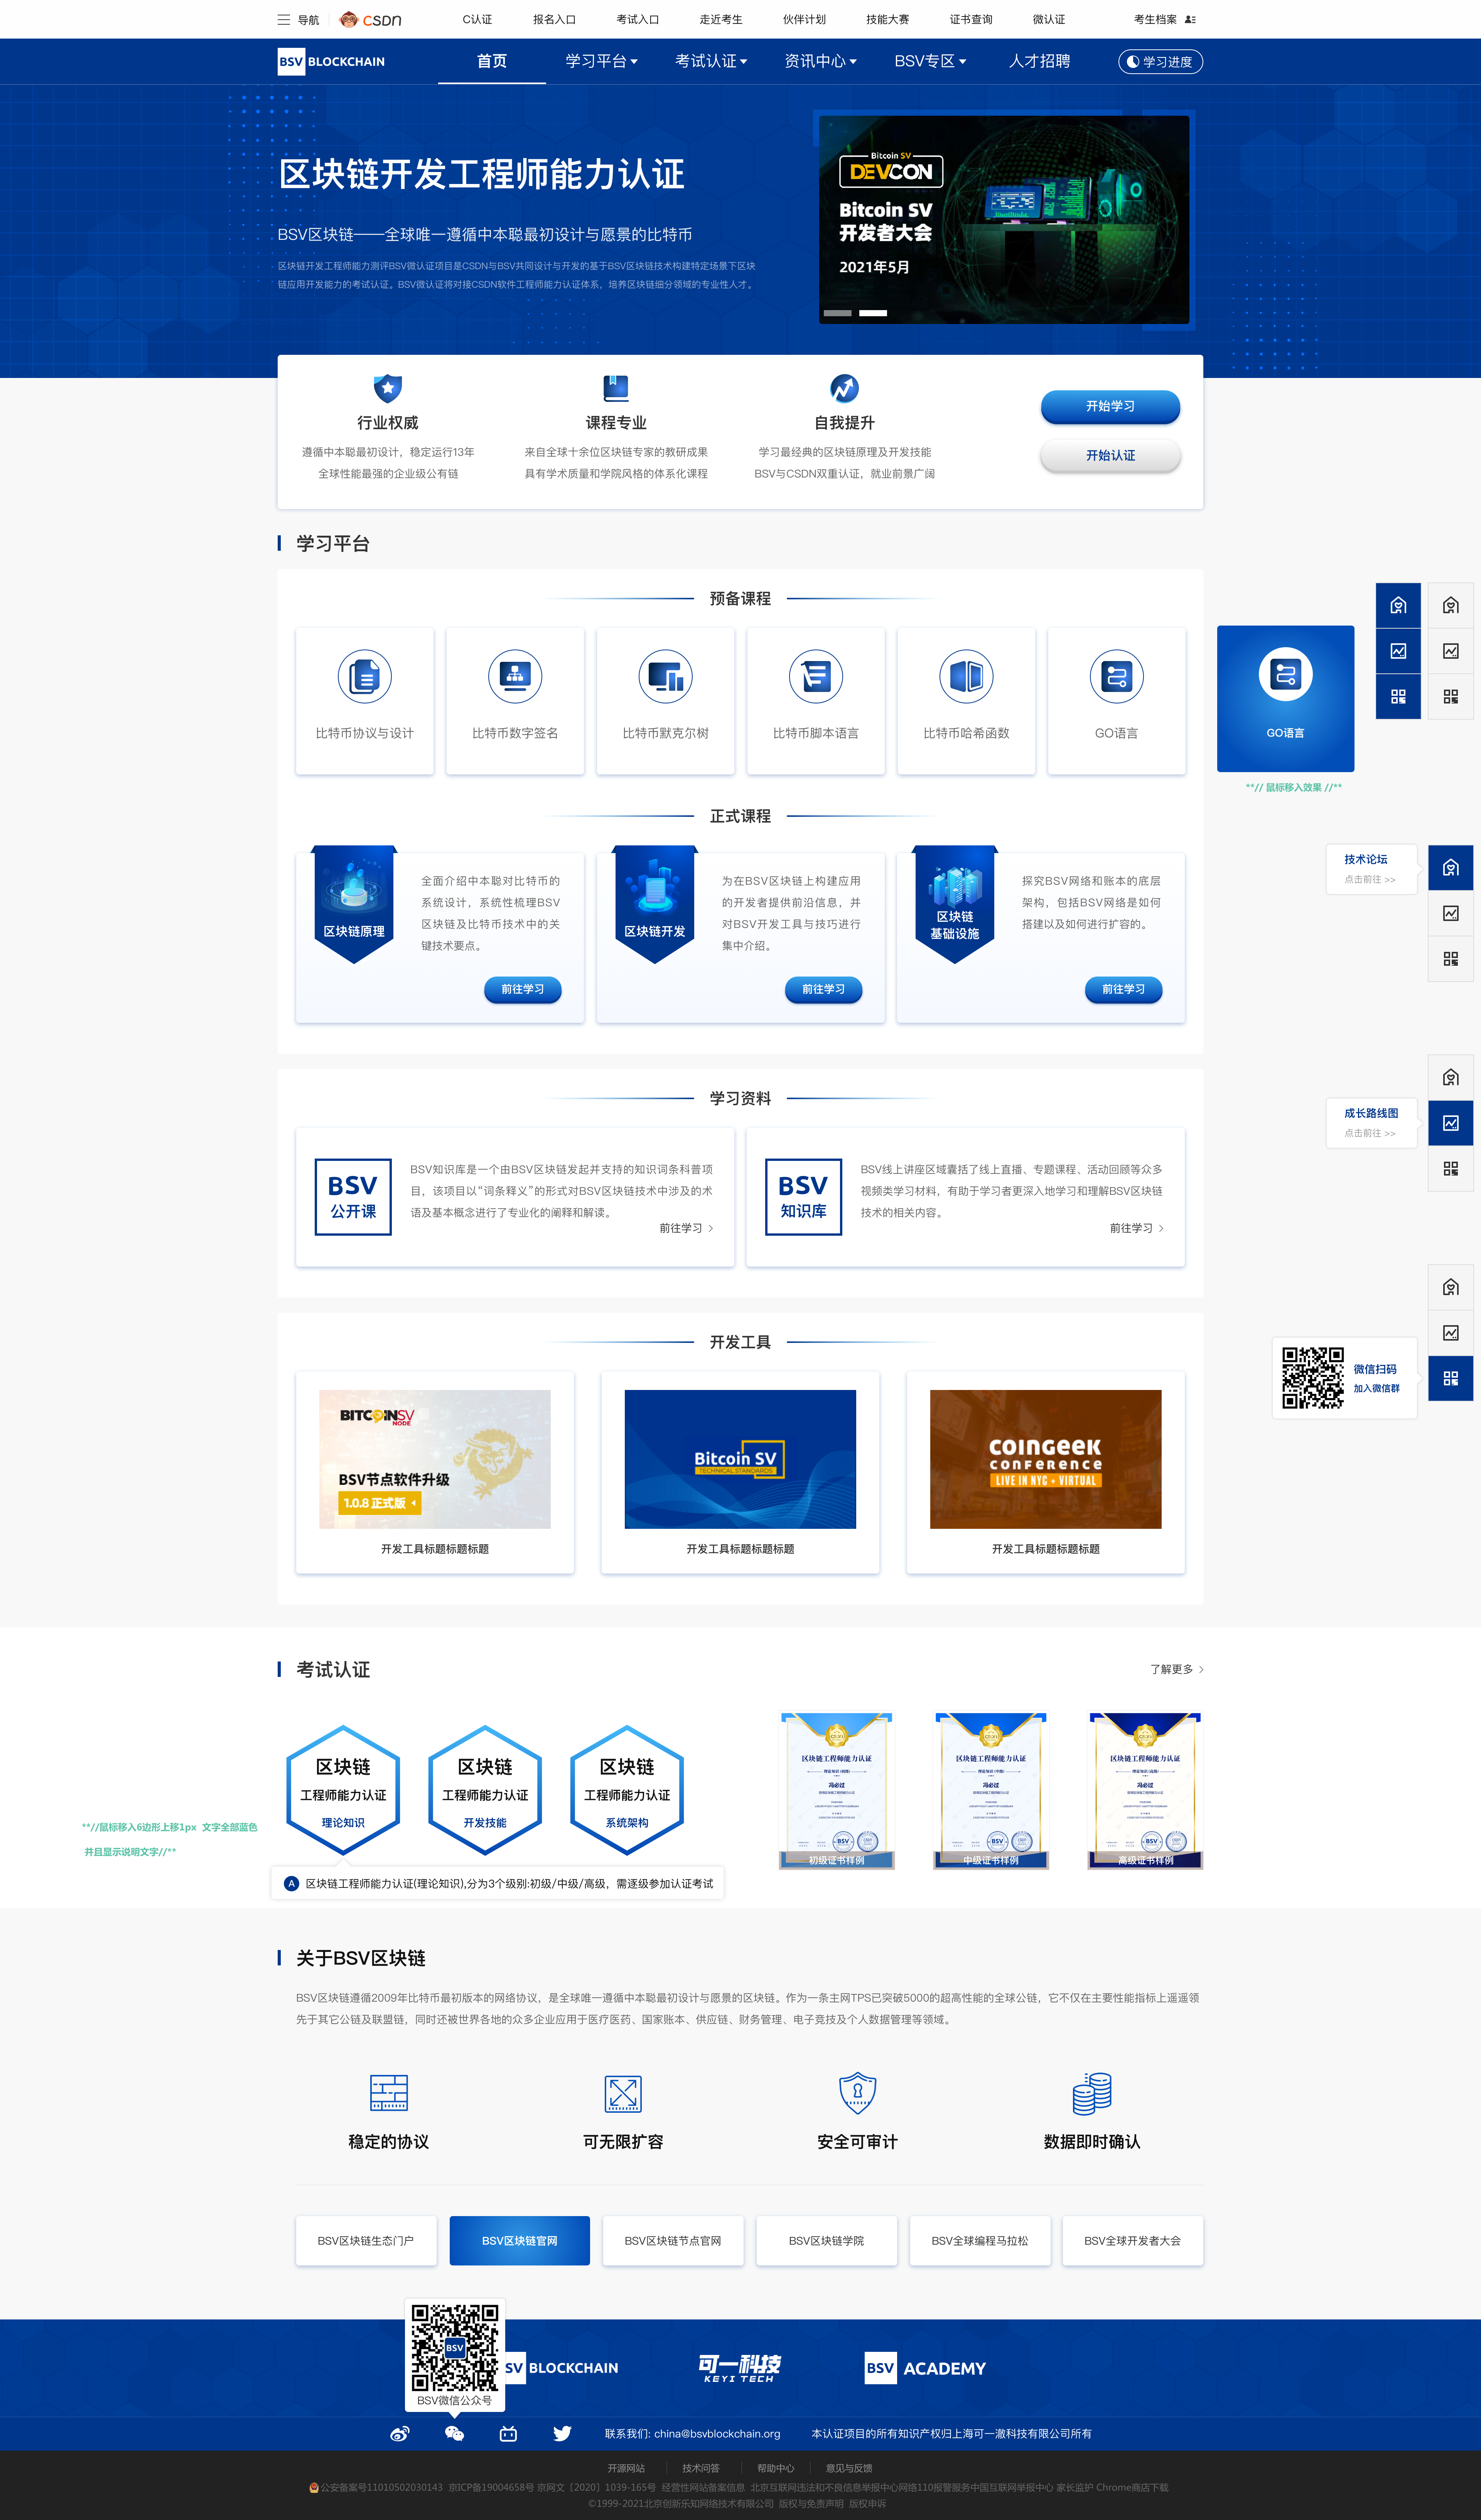 导航
CSDN
C认证
报名入口
考试入口
走近考生
伙伴计划
技能大赛
证书查询
微认证
考生档案
BSV BLOCKCHAIN
首页
学习平台
考试认证
资讯中心
BSV专区
人才招聘
学习进度
区块链开发工程师能力认证
BSV区块链——全球唯一遵循中本聪最初设计与愿景的比特币
区块链开发工程师能力测评BSV微认证项目是CSDN与BSV共同设计与开发的基于BSV区块链技术构建特定场景下区块
链应用开发能力的考试认证。BSV微认证将对接CSDN软件工程师能力认证体系，培养区块链细分领域的专业性人才。
Bitcoin SV
DEVCON
Bitcoin SV
开发者大会
2021年5月
行业权威
遵循中本聪最初设计，稳定运行13年
全球性能最强的企业级公有链
课程专业
来自全球十余位区块链专家的教研成果
具有学术质量和学院风格的体系化课程
自我提升
学习最经典的区块链原理及开发技能
BSV与CSDN双重认证，就业前景广阔
开始学习
开始认证
学习平台
预备课程
比特币协议与设计
比特币数字签名
比特币默克尔树
比特币脚本语言
比特币哈希函数
GO语言
GO语言
**// 鼠标移入效果 //**
正式课程
区块链原理
全面介绍中本聪对比特币的
系统设计，系统性梳理BSV
区块链及比特币技术中的关
键技术要点。
前往学习
区块链开发
为在BSV区块链上构建应用
的开发者提供前沿信息，并
对BSV开发工具与技巧进行
集中介绍。
前往学习
区块链
基础设施
探究BSV网络和账本的底层
架构，包括BSV网络是如何
搭建以及如何进行扩容的。
前往学习
技术论坛
点击前往 >>
学习资料
BSV
公开课
BSV知识库是一个由BSV区块链发起并支持的知识词条科普项
目，该项目以“词条释义”的形式对BSV区块链技术中涉及的术
语及基本概念进行了专业化的阐释和解读。
前往学习
BSV
知识库
BSV线上讲座区域囊括了线上直播、专题课程、活动回顾等众多
视频类学习材料，有助于学习者更深入地学习和理解BSV区块链
技术的相关内容。
前往学习
成长路线图
点击前往 >>
开发工具
BITCOIN SV
NODE
BSV节点软件升级
1.0.8 正式版
开发工具标题标题标题
Bitcoin SV
TECHNICAL STANDARDS
开发工具标题标题标题
COINGEEK
CONFERENCE
LIVE IN NYC + VIRTUAL
开发工具标题标题标题
微信扫码
加入微信群
考试认证
了解更多
区块链
工程师能力认证
理论知识
区块链
工程师能力认证
开发技能
区块链
工程师能力认证
系统架构
**//鼠标移入6边形上移1px 文字全部蓝色
并且显示说明文字//**
A 区块链工程师能力认证(理论知识),分为3个级别:初级/中级/高级，需逐级参加认证考试
区块链工程师能力认证
冯必过
BSV
初级证书样例
区块链工程师能力认证
冯必过
BSV
中级证书样例
区块链工程师能力认证
冯必过
BSV
高级证书样例
关于BSV区块链
BSV区块链遵循2009年比特币最初版本的网络协议，是全球唯一遵循中本聪最初设计与愿景的区块链。作为一条主网TPS已突破5000的超高性能的全球公链，它不仅在主要性能指标上遥遥领
先于其它公链及联盟链，同时还被世界各地的众多企业应用于医疗医药、国家账本、供应链、财务管理、电子竞技及个人数据管理等领域。
稳定的协议
可无限扩容
安全可审计
数据即时确认
BSV区块链生态门户
BSV区块链官网
BSV区块链节点官网
BSV区块链学院
BSV全球编程马拉松
BSV全球开发者大会
BSV
BSV微信公众号
SV BLOCKCHAIN
可一科技
KEYI TECH
BSV ACADEMY
联系我们: china@bsvblockchain.org
本认证项目的所有知识产权归上海可一澈科技有限公司所有
开源网站
技术问答
帮助中心
意见与反馈
公安备案号11010502030143 京ICP备19004658号 京网文〔2020〕1039-165号 经营性网站备案信息 北京互联网违法和不良信息举报中心网络110报警服务中国互联网举报中心 家长监护 Chrome商店下载
©1999-2021北京创新乐知网络技术有限公司 版权与免责声明 版权申诉